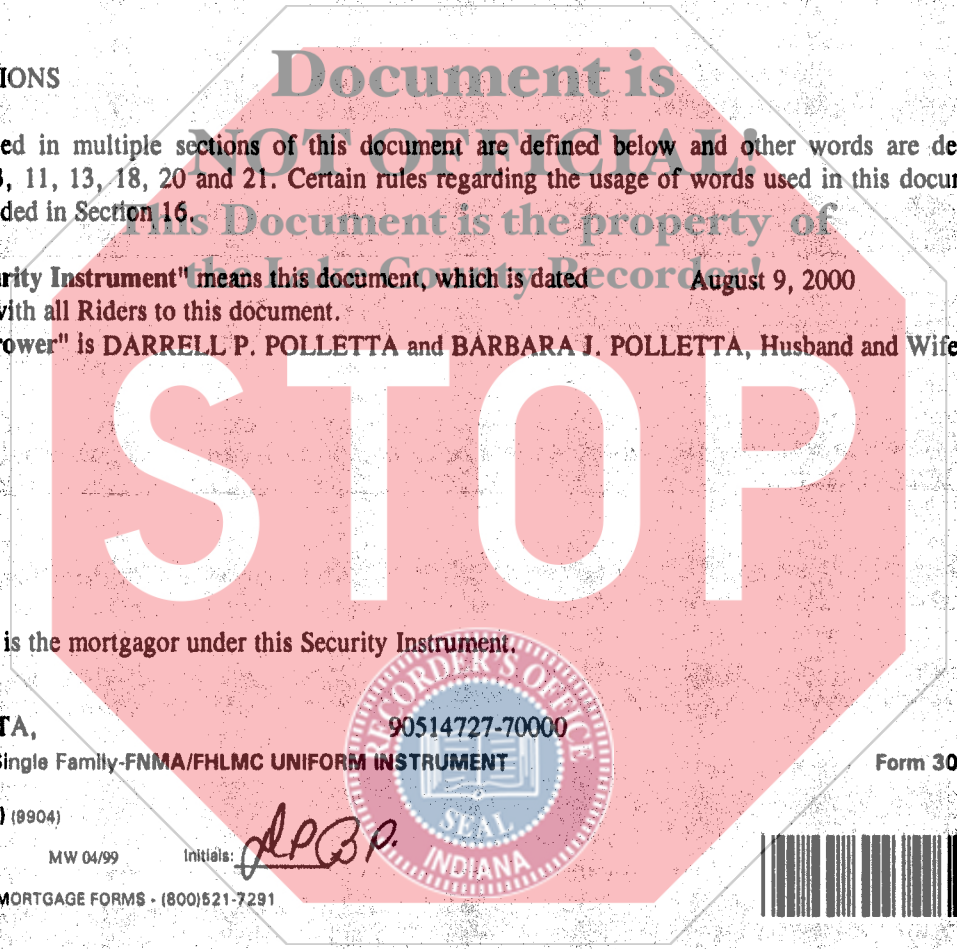 IONS
Document is
ed in multiple sections of this document are defined below and other words are de
NOT OFFICIAL!
, 11, 13, 18, 20 and 21. Certain rules regarding the usage of words used in this docu
ded in Section 16.
This Document is the property of
the Lake County Recorder!
rity Instrument" means this document, which is dated August 9, 2000
with all Riders to this document.
rower" is DARRELL P. POLLETTA and BARBARA J. POLLETTA, Husband and Wife
STOP
is the mortgagor under this Security Instrument.
TA, 90514727-70000
Single Family-FNMA/FHLMC UNIFORM INSTRUMENT Form 30
) (9904)
MW 04/99 Initials: DPP BJP.
MORTGAGE FORMS - (800)521-7291
RECORDER'S OFFICE
SEAL
INDIANA